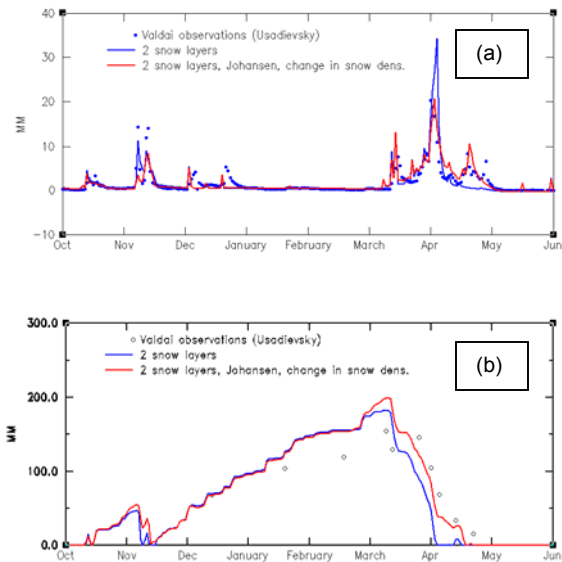 40
30
20
10
0
−10
MM
Valdai observations (Usadievsky)
2 snow layers
2 snow layers, Johansen, change in snow dens.
(a)
Oct Nov Dec January February March Apr May Jun
300.0
200.0
100.0
0.0
MM
Valdai observations (Usadievsky)
2 snow layers
2 snow layers, Johansen, change in snow dens.
(b)
Oct Nov Dec January February March Apr May Jun